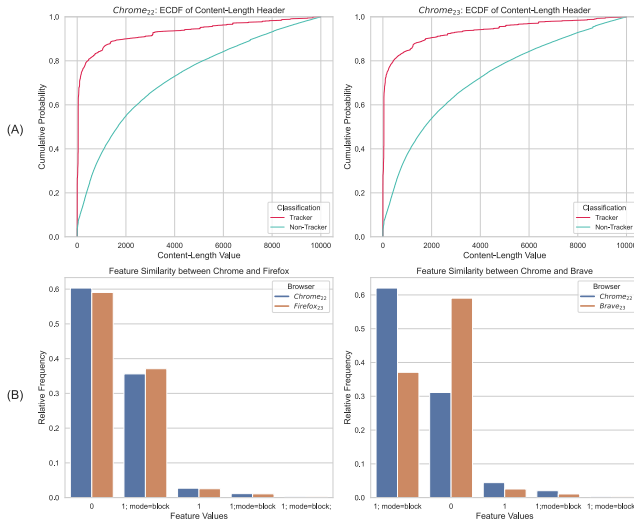 Chrome22: ECDF of Content-Length Header
Cumulative Probability
1.0
0.8
0.6
0.4
0.2
0.0
0 2000 4000 6000 8000 10000
Content-Length Value
Classification
Tracker
Non-Tracker
Chrome23: ECDF of Content-Length Header
Cumulative Probability
1.0
0.8
0.6
0.4
0.2
0.0
0 2000 4000 6000 8000 10000
Content-Length Value
Classification
Tracker
Non-Tracker
(A)
Feature Similarity between Chrome and Firefox
Relative Frequency
0.6
0.5
0.4
0.3
0.2
0.1
0.0
0 1; mode=block 1 1;mode=block 1; mode=block;
Feature Values
Browser
Chrome22
Firefox23
Feature Similarity between Chrome and Brave
Relative Frequency
0.6
0.5
0.4
0.3
0.2
0.1
0.0
1; mode=block 0 1 1;mode=block 1; mode=block;
Feature Values
Browser
Chrome22
Brave23
(B)